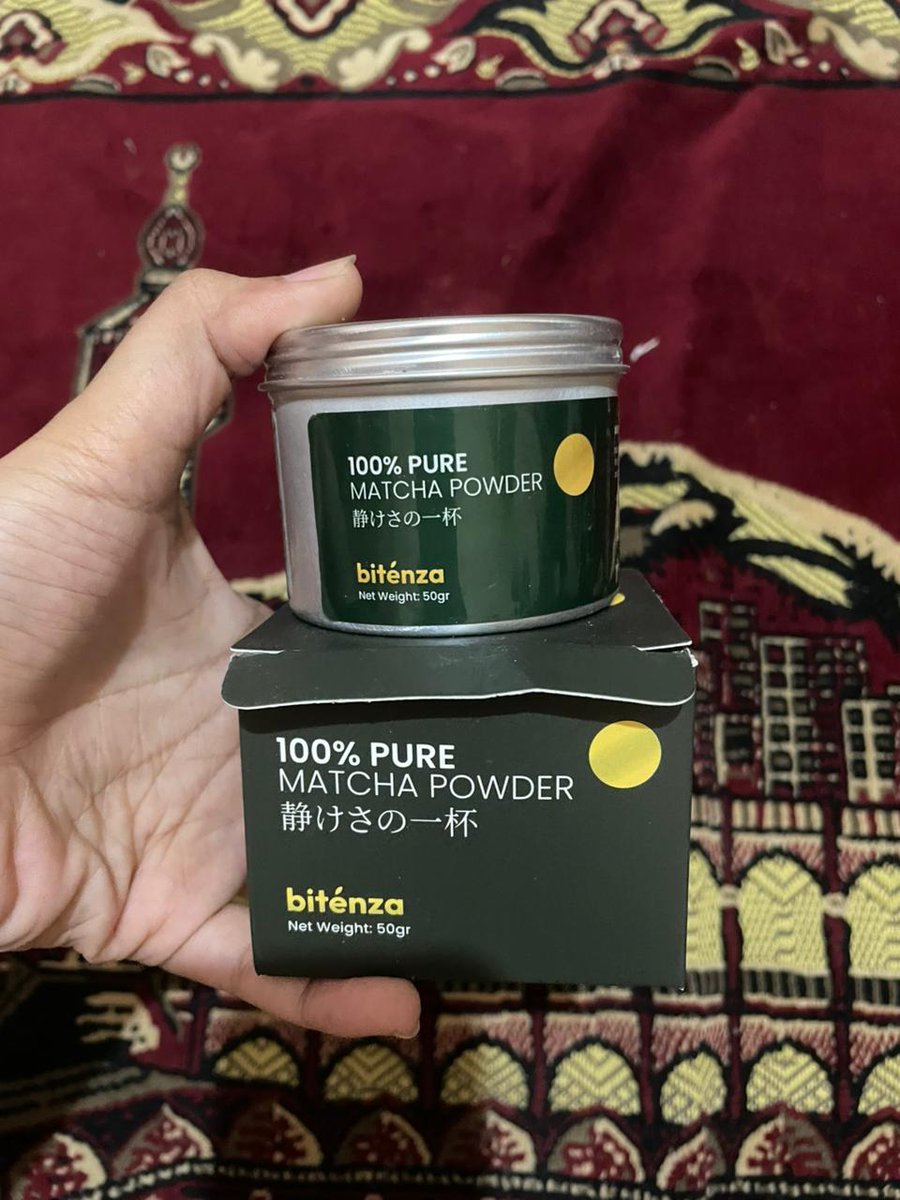 100% PURE
MATCHA POWDER
静けさの一杯
biténza
Net Weight: 50gr
100% PURE
MATCHA POWDER
静けさの一杯
biténza
Net Weight: 50gr